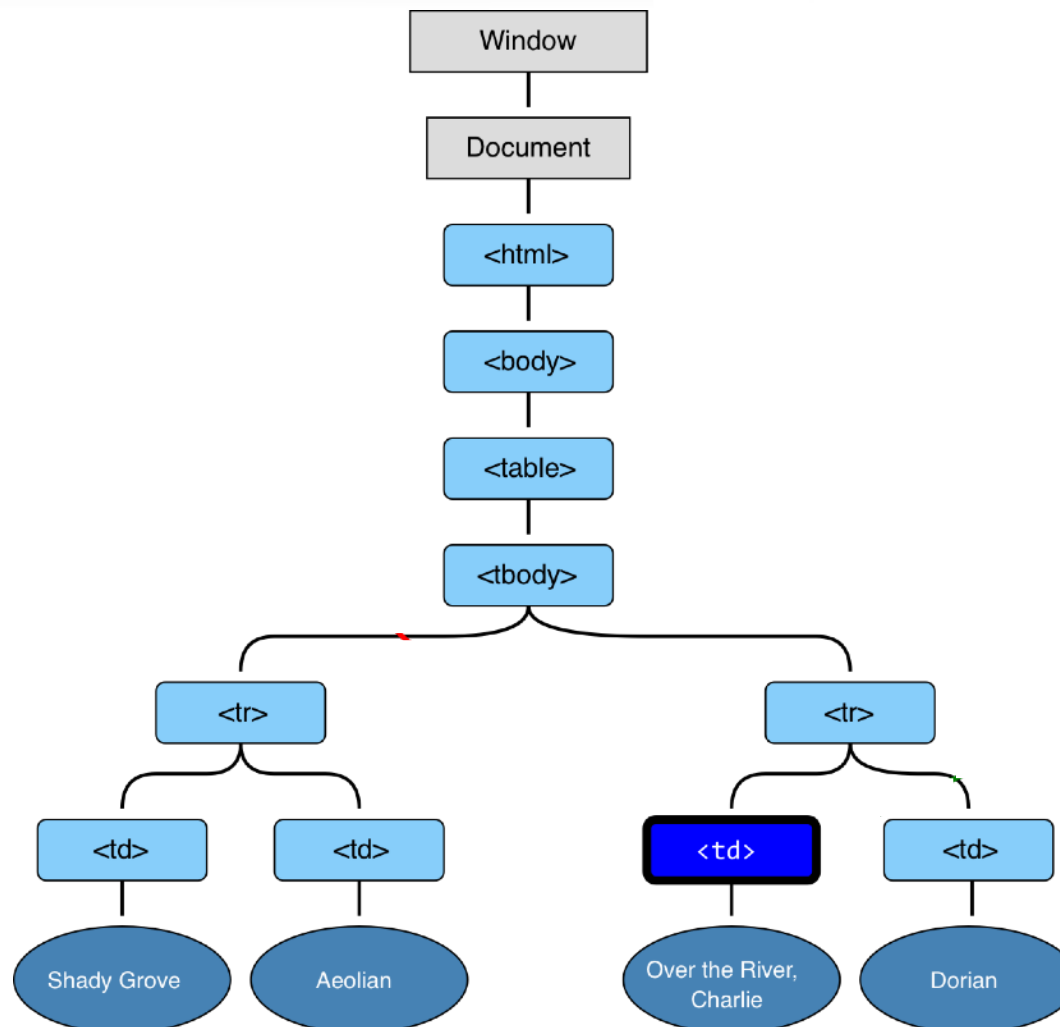 Window
Document
<html>
<body>
<table>
<tbody>
<tr>
<tr>
<td>
<td>
<td>
<td>
Shady Grove
Aeolian
Over the River,
Charlie
Dorian